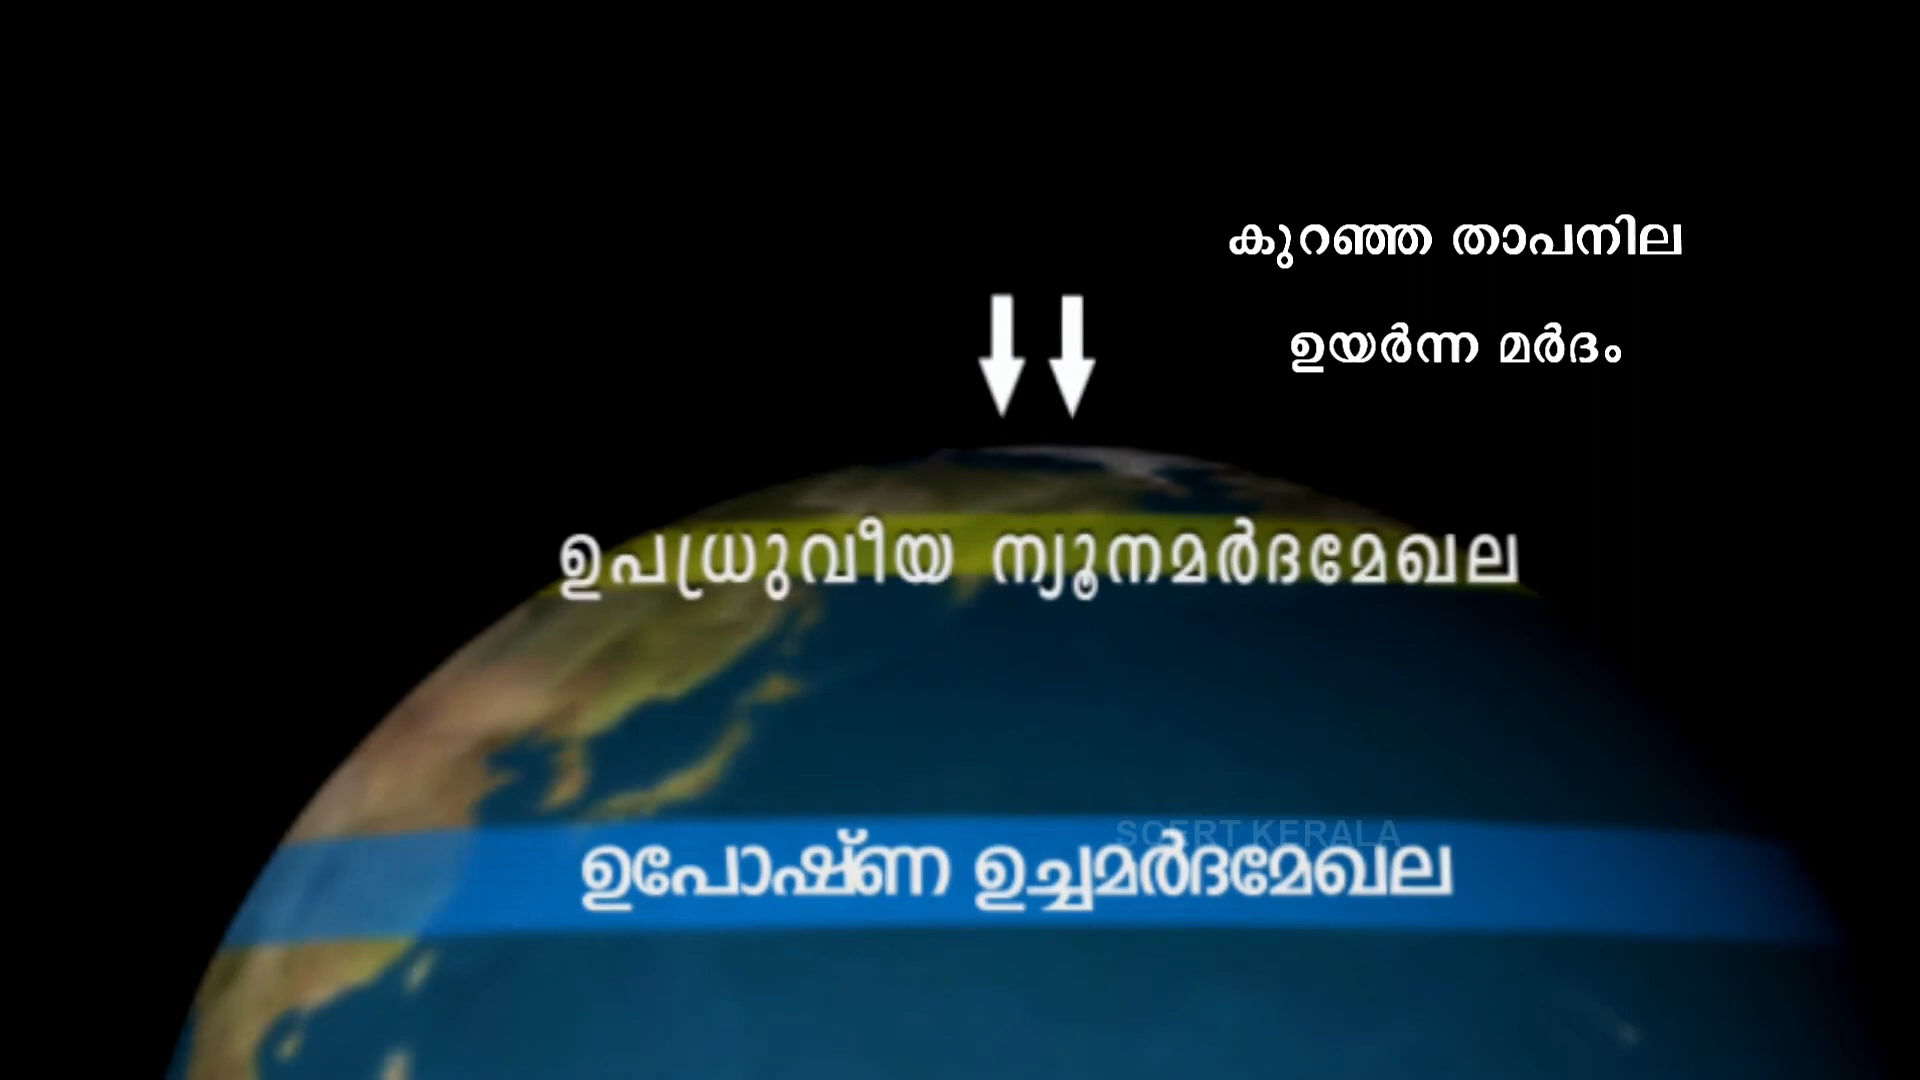 കുറഞ്ഞ താപനില
ഉയർന്ന മർദം
ഉപധ്രുവീയ ന്യൂനമർദമേഖല
SCERT KERALA
ഉപോഷ്ണ ഉച്ചമർദമേഖല